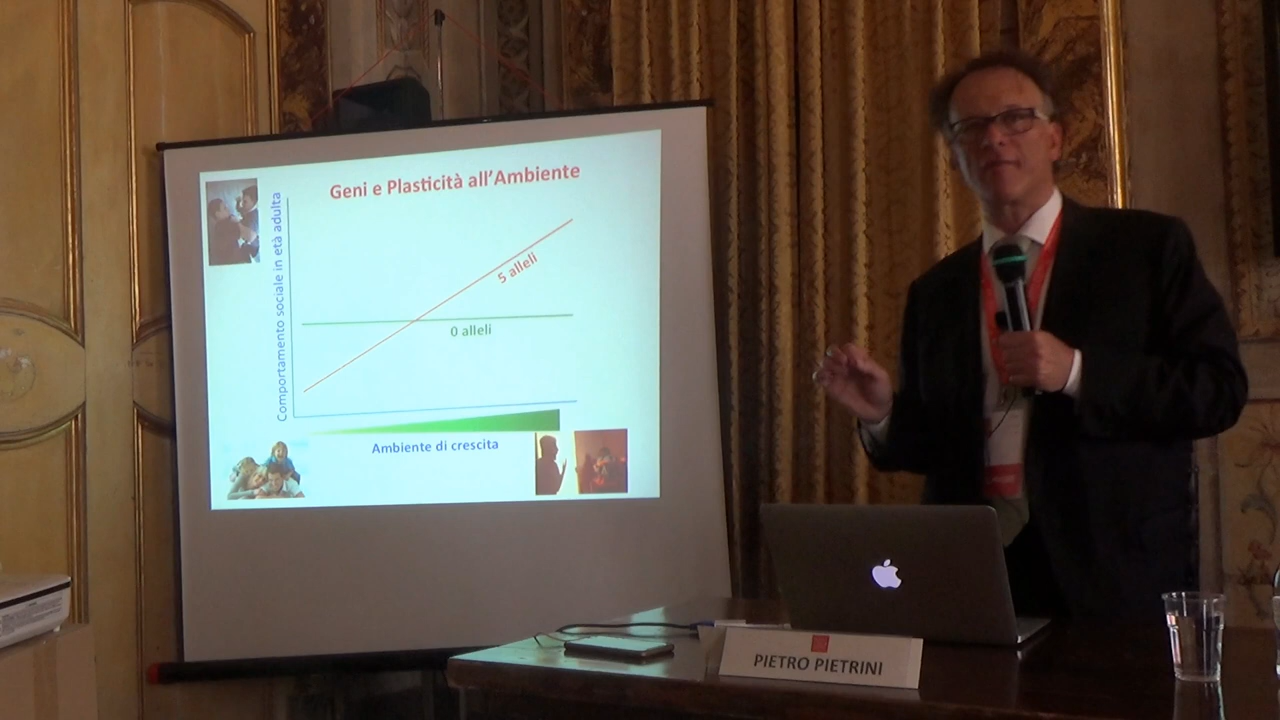 Geni e Plasticità all'Ambiente
Comportamento sociale in età adulta
5 alleli
0 alleli
Ambiente di crescita
PIETRO PIETRINI